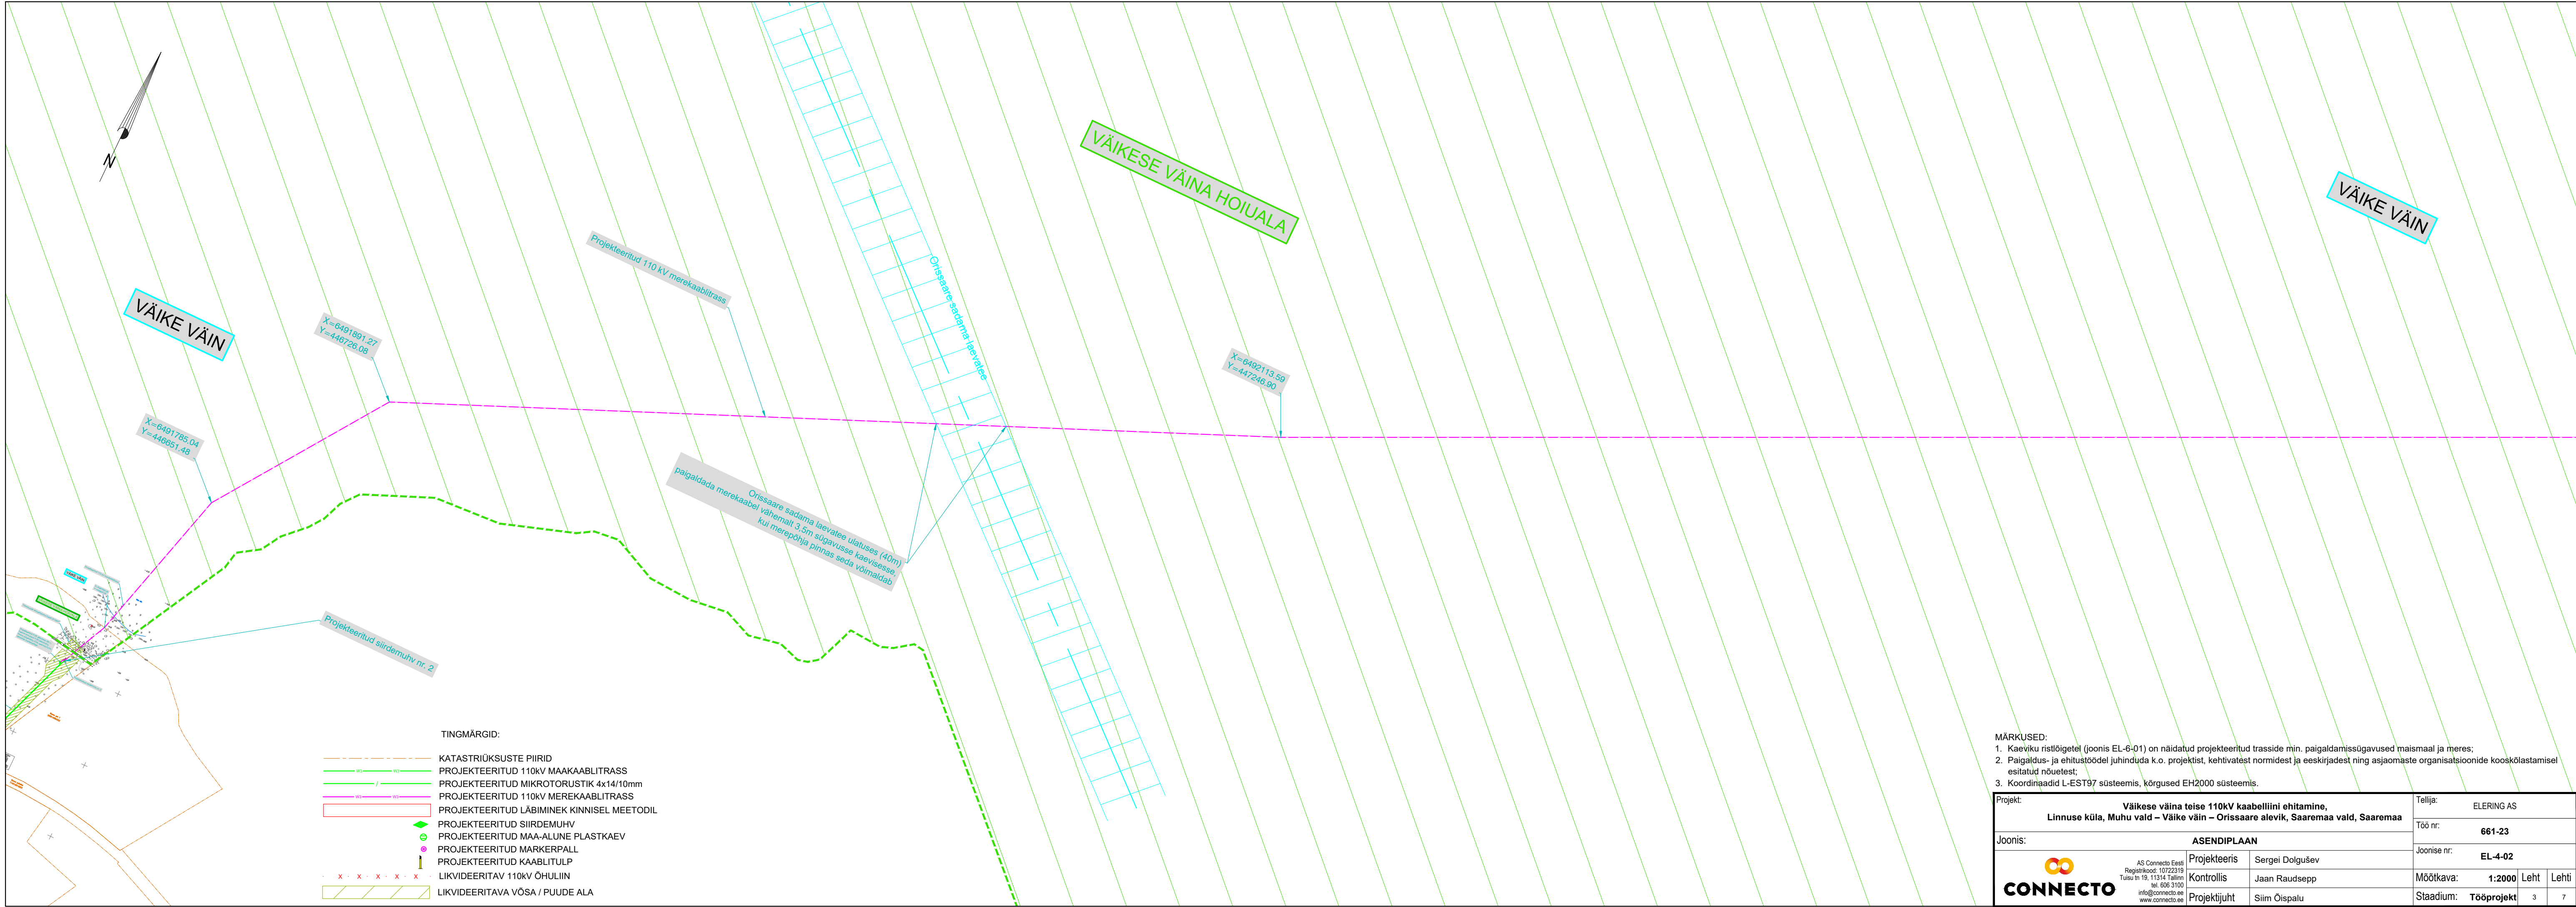 N
VÄIKE VÄIN
X=6491891.27
Y=446726.08
X=6491785.04
Y=446651.48
Projekteeritud 110 kV merekaablitrass
Orissaare sadama laevatee
VÄIKESE VÄINA HOIUALA
VÄIKE VÄIN
X=6492113.59
Y=447246.90
Orissaare sadama laevatee ulatuses (40m)
paigaldada merekaabel vähemalt 3,5m sügavusse kaevisesse,
kui merepõhja pinnas seda võimaldab
Projekteeritud siirdemuhv nr. 2
TINGMÄRGID:
KATASTRIÜKSUSTE PIIRID
PROJEKTEERITUD 110kV MAAKAABLITRASS
PROJEKTEERITUD MIKROTORUSTIK 4x14/10mm
PROJEKTEERITUD 110kV MEREKAABLITRASS
PROJEKTEERITUD LÄBIMINEK KINNISEL MEETODIL
PROJEKTEERITUD SIIRDEMUHV
PROJEKTEERITUD MAA-ALUNE PLASTKAEV
PROJEKTEERITUD MARKERPALL
PROJEKTEERITUD KAABLITULP
X X X X X LIKVIDEERITAV 110kV ÕHULIIN
LIKVIDEERITAVA VÕSA / PUUDE ALA
MÄRKUSED:
1. Kaeviku ristlõigetel (joonis EL-6-01) on näidatud projekteeritud trasside min. paigaldamissügavused maismaal ja meres;
2. Paigaldus- ja ehitustöödel juhinduda k.o. projektist, kehtivatest normidest ja eeskirjadest ning asjaomaste organisatsioonide kooskõlastamisel
esitatud nõuetest;
3. Koordinaadid L-EST97 süsteemis, kõrgused EH2000 süsteemis.
Projekt:
Väikese väina teise 110kV kaabelliini ehitamine,
Linnuse küla, Muhu vald – Väike väin – Orissaare alevik, Saaremaa vald, Saaremaa
Tellija: ELERING AS
Töö nr: 661-23
Joonis: ASENDIPLAAN
Joonise nr: EL-4-02
CONNECTO
AS Connecto Eesti
Registrikood: 10722319
Tuisu tn 19, 11314 Tallinn
tel. 606 3100
info@connecto.ee
www.connecto.ee
Projekteeris Sergei Dolgušev
Kontrollis Jaan Raudsepp
Projektijuht Siim Õispalu
Mõõtkava: 1:2000 Leht Lehti
Staadium: Tööprojekt 3 7